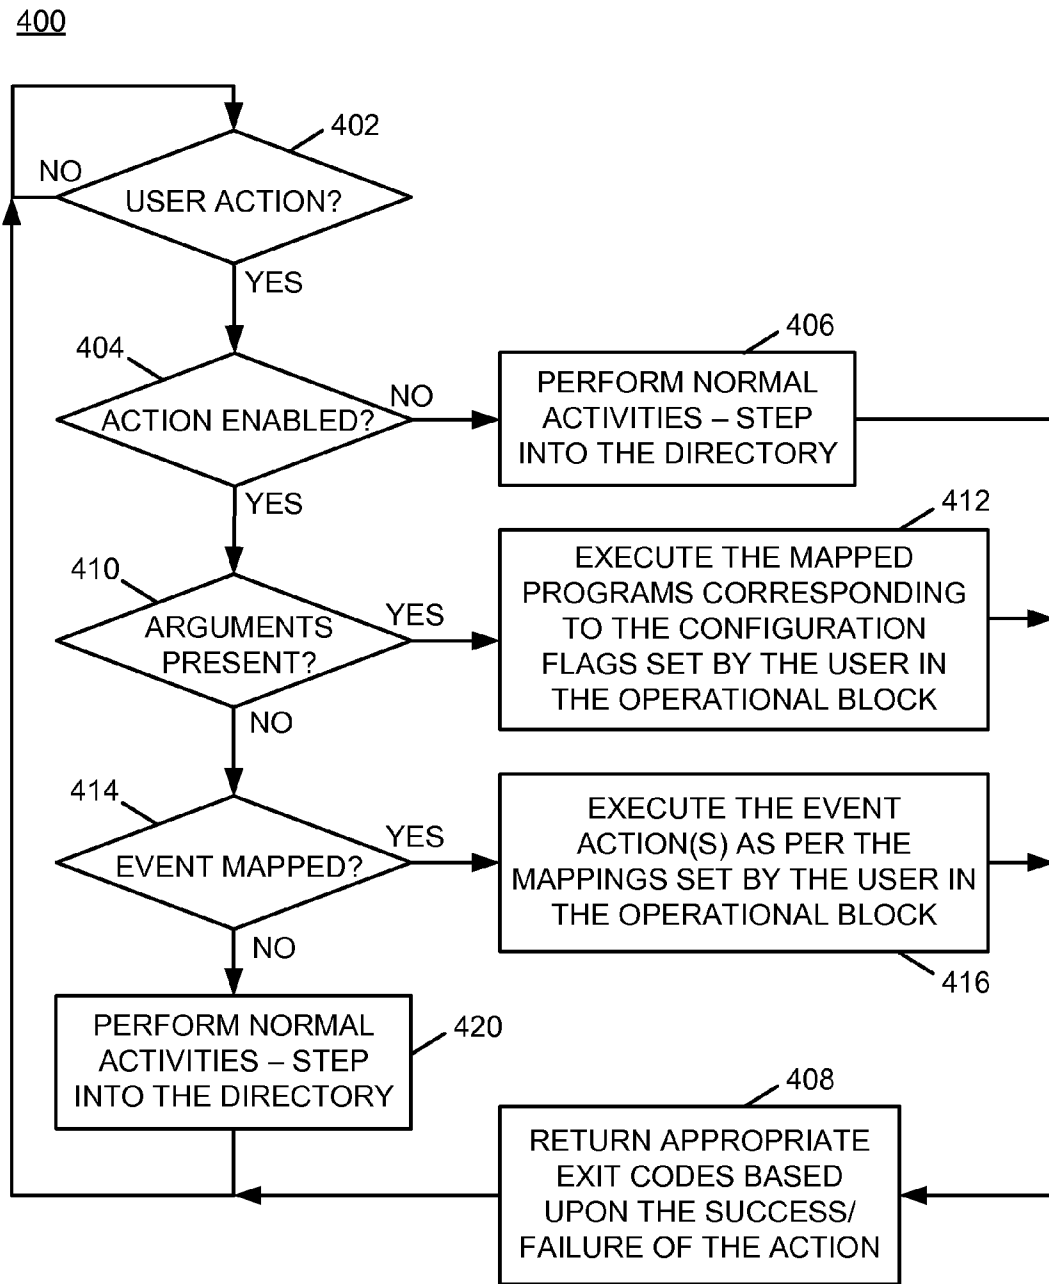 400
402
NO
USER ACTION?
YES
404
ACTION ENABLED?
NO
406
PERFORM NORMAL
ACTIVITIES – STEP
INTO THE DIRECTORY
YES
410
ARGUMENTS
PRESENT?
YES
412
EXECUTE THE MAPPED
PROGRAMS CORRESPONDING
TO THE CONFIGURATION
FLAGS SET BY THE USER IN
THE OPERATIONAL BLOCK
NO
414
EVENT MAPPED?
YES
EXECUTE THE EVENT
ACTION(S) AS PER THE
MAPPINGS SET BY THE USER IN
THE OPERATIONAL BLOCK
416
NO
PERFORM NORMAL
ACTIVITIES – STEP
INTO THE DIRECTORY
420
408
RETURN APPROPRIATE
EXIT CODES BASED
UPON THE SUCCESS/
FAILURE OF THE ACTION